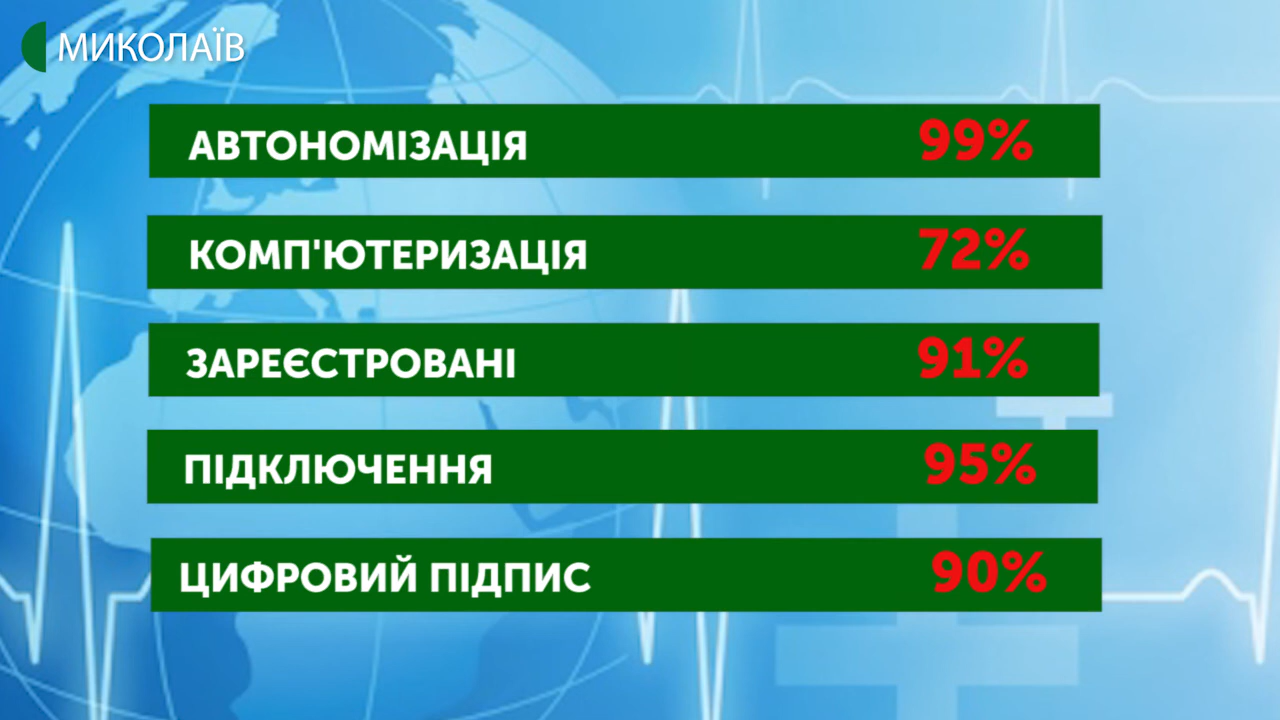 МИКОЛАЇВ
АВТОНОМІЗАЦІЯ 99%
КОМП'ЮТЕРИЗАЦІЯ 72%
ЗАРЕЄСТРОВАНІ 91%
ПІДКЛЮЧЕННЯ 95%
ЦИФРОВИЙ ПІДПИС 90%